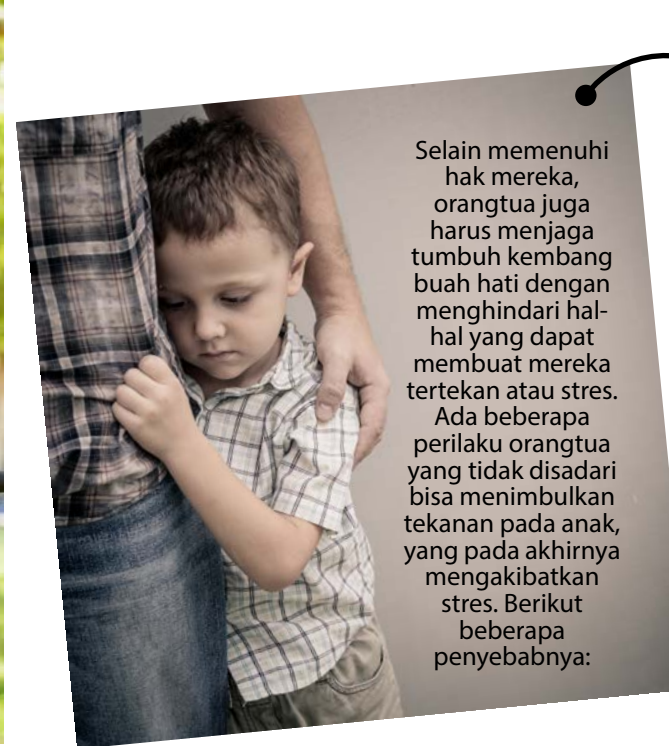 Selain memenuhi
hak mereka,
orangtua juga
harus menjaga
tumbuh kembang
buah hati dengan
menghindari hal-
hal yang dapat
membuat mereka
tertekan atau stres.
Ada beberapa
perilaku orangtua
yang tidak disadari
bisa menimbulkan
tekanan pada anak,
yang pada akhirnya
mengakibatkan
stres. Berikut
beberapa
penyebabnya: